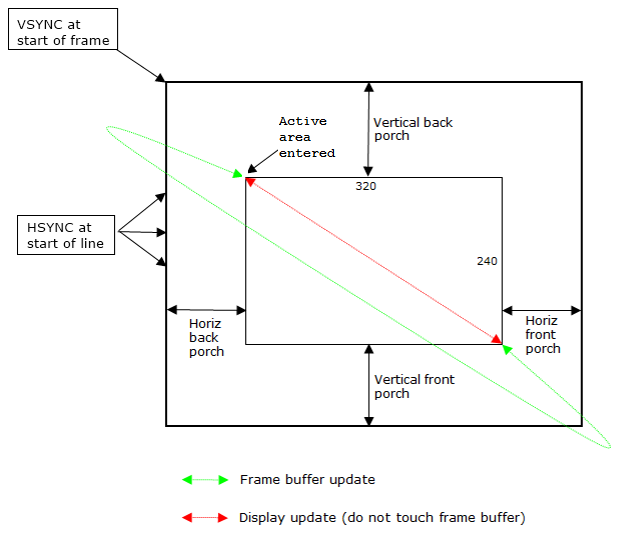 VSYNC at
start of frame
Active
area
entered
Vertical back
porch
320
HSYNC at
start of line
240
Horiz
back
porch
Horiz
front
porch
Vertical front
porch
Frame buffer update
Display update (do not touch frame buffer)